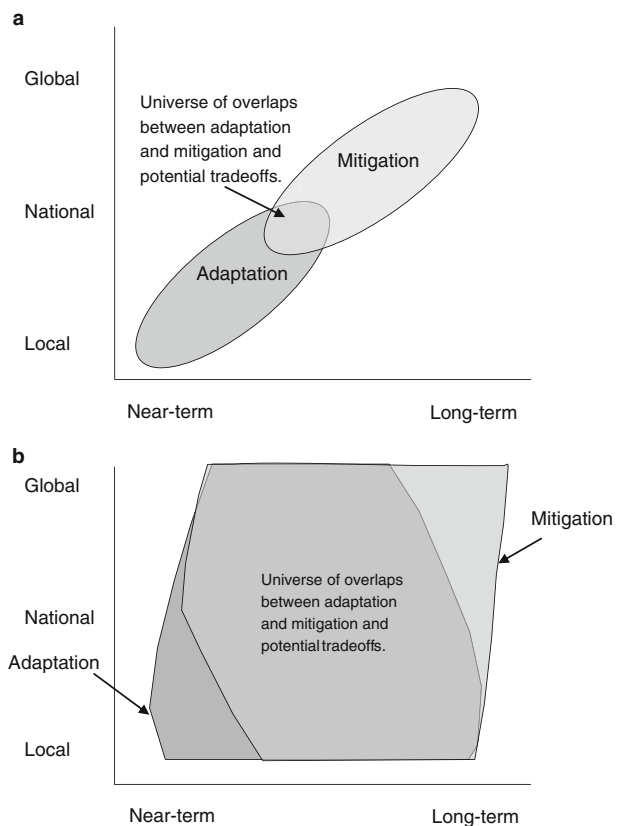 a
Global
Universe of overlaps
between adaptation
and mitigation and
potential tradeoffs.
Mitigation
National
Adaptation
Local
Near-term Long-term
b
Global
Mitigation
Universe of overlaps
between adaptation
and mitigation and
potential tradeoffs.
National
Adaptation
Local
Near-term Long-term